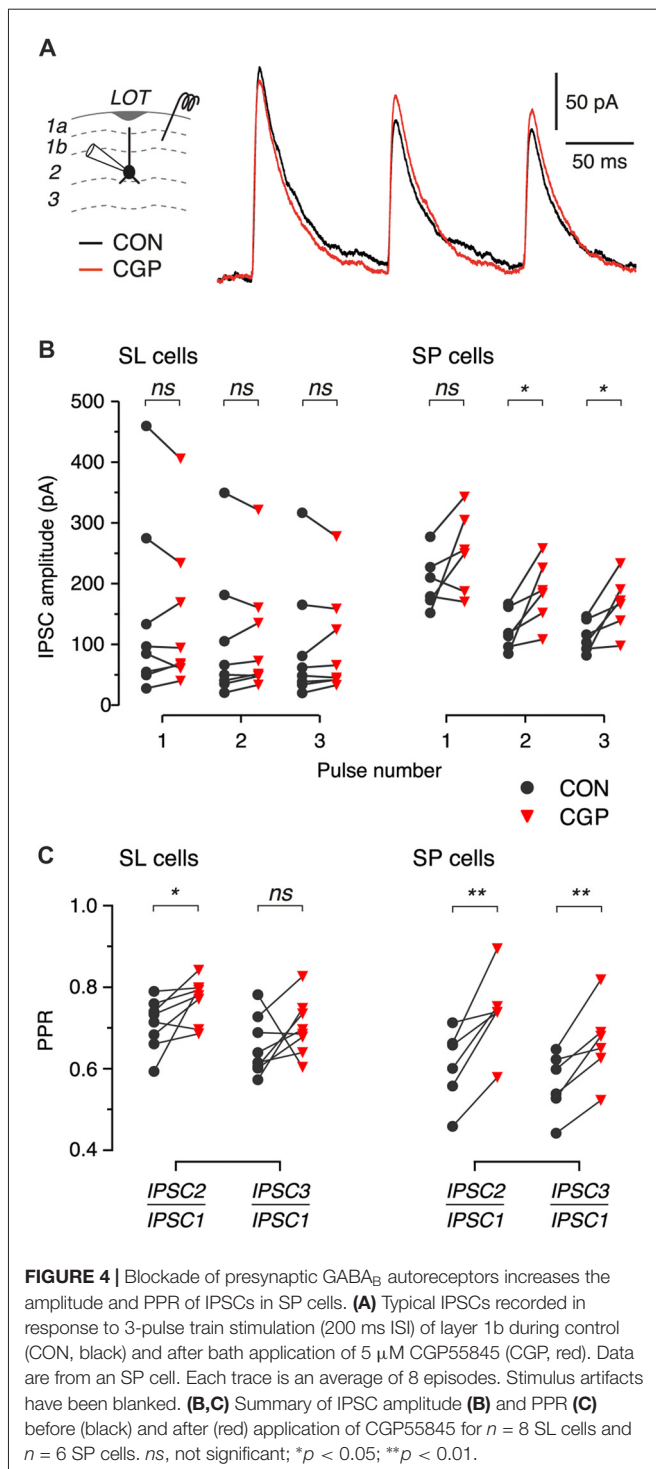 A
LOT
1a
1b
2
3
CON
CGP
50 pA
50 ms
B
SL cells
SP cells
ns
ns
ns
ns
*
*
500
400
300
200
100
0
IPSC amplitude (pA)
1
2
3
1
2
3
Pulse number
CON
CGP
C
SL cells
SP cells
*
ns
**
**
1.0
0.8
0.6
0.4
PPR
IPSC2
IPSC1
IPSC3
IPSC1
IPSC2
IPSC1
IPSC3
IPSC1
FIGURE 4 | Blockade of presynaptic GABAB autoreceptors increases the
amplitude and PPR of IPSCs in SP cells. (A) Typical IPSCs recorded in
response to 3-pulse train stimulation (200 ms ISI) of layer 1b during control
(CON, black) and after bath application of 5 μM CGP55845 (CGP, red). Data
are from an SP cell. Each trace is an average of 8 episodes. Stimulus artifacts
have been blanked. (B,C) Summary of IPSC amplitude (B) and PPR (C)
before (black) and after (red) application of CGP55845 for n = 8 SL cells and
n = 6 SP cells. ns, not significant; *p < 0.05; **p < 0.01.